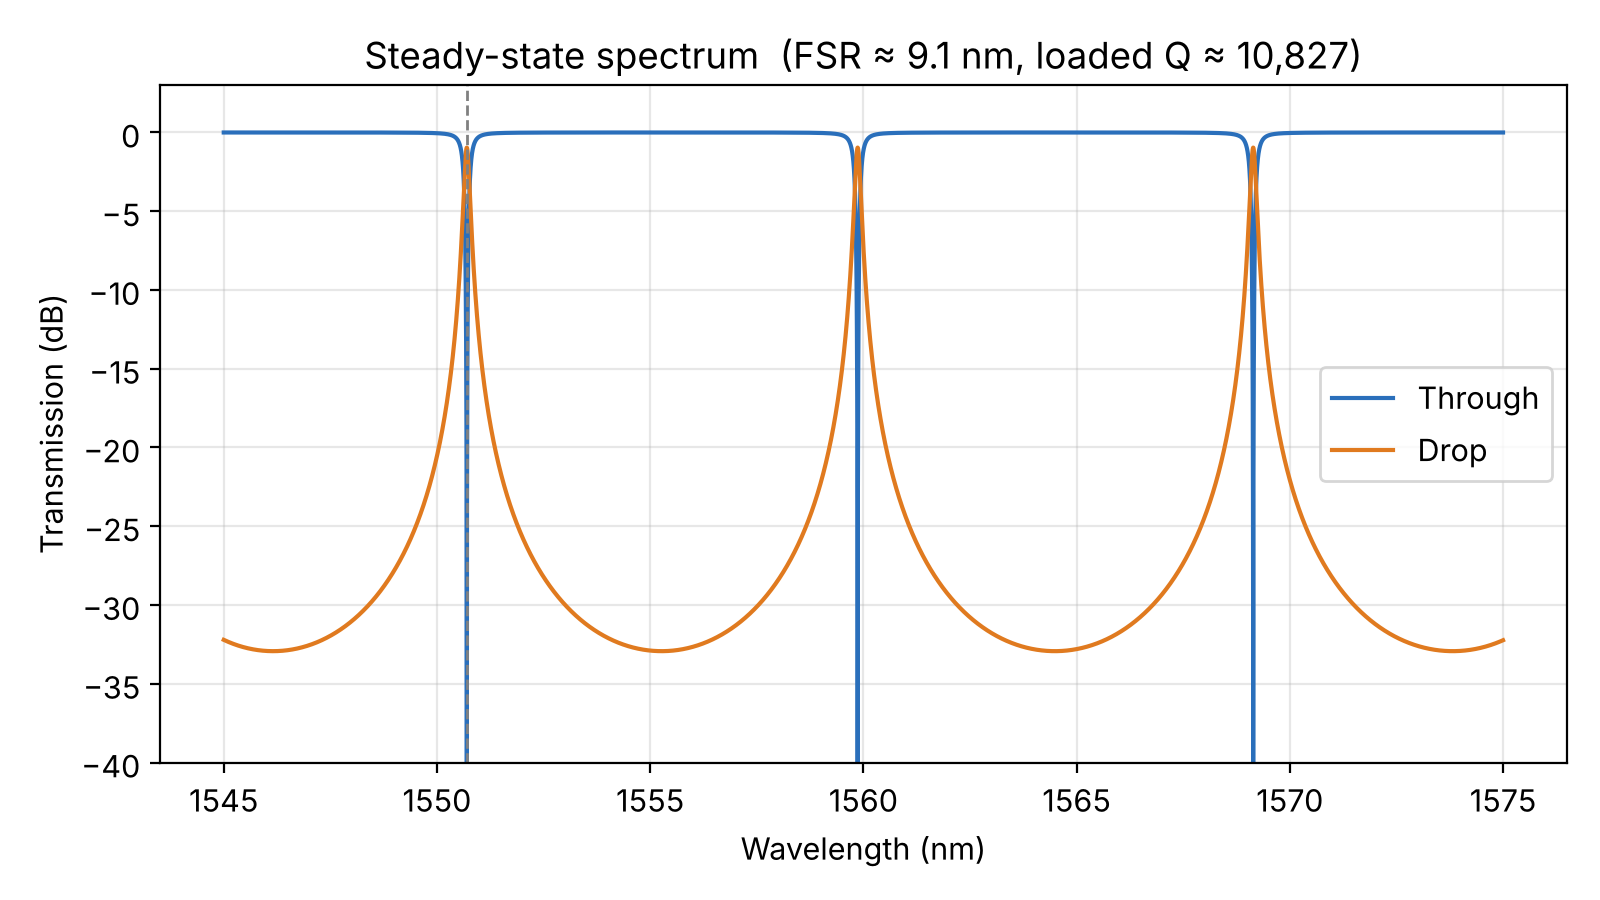 Steady-state spectrum (FSR ≈ 9.1 nm, loaded Q ≈ 10,827)
Transmission (dB)
0
−5
−10
−15
−20
−25
−30
−35
−40
Through
Drop
1545 1550 1555 1560 1565 1570 1575
Wavelength (nm)